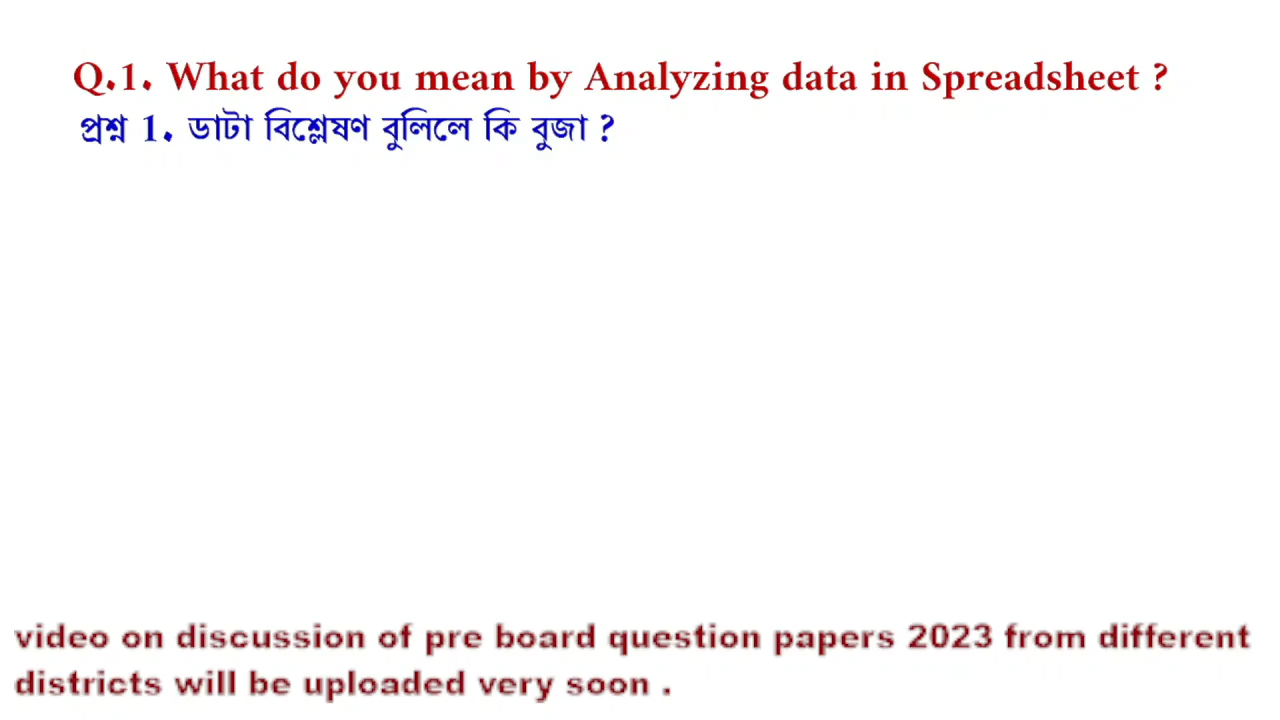 Q.1. What do you mean by Analyzing data in Spreadsheet ?
প্ৰশ্ন 1. ডাটা বিশ্লেষণ বুলিলে কি বুজা ?
video on discussion of pre board question papers 2023 from different
districts will be uploaded very soon .